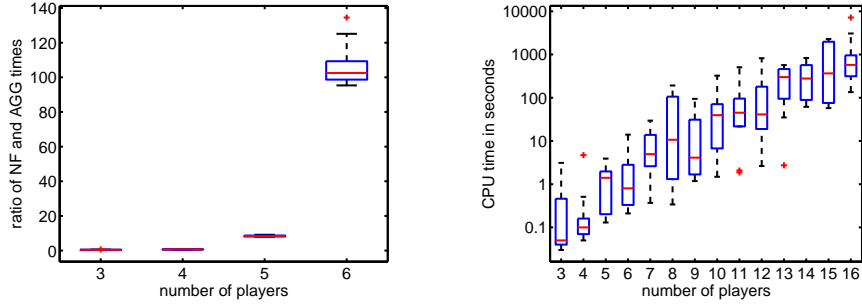 140
120
100
80
60
40
20
0
ratio of NF and AGG times
3 4 5 6
number of players
10000
1000
100
10
1
0.1
CPU time in seconds
3 4 5 6 7 8 9 10 11 12 13 14 15 16
number of players